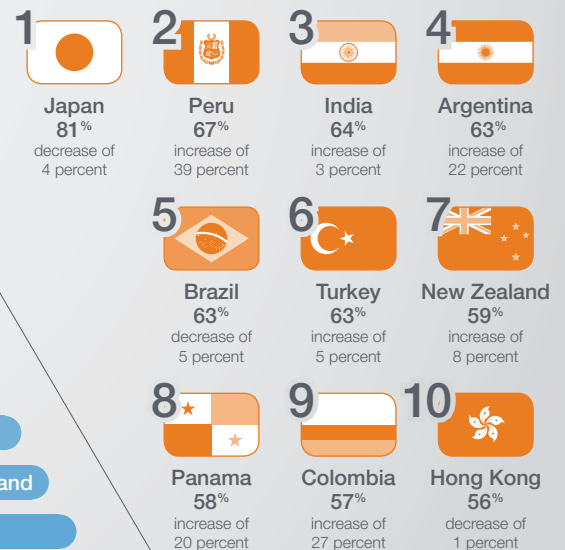 1
Japan
81%
decrease of
4 percent
2
Peru
67%
increase of
39 percent
3
India
64%
increase of
3 percent
4
Argentina
63%
increase of
22 percent
5
Brazil
63%
decrease of
5 percent
6
Turkey
63%
increase of
5 percent
7
New Zealand
59%
increase of
8 percent
8
Panama
58%
increase of
20 percent
9
Colombia
57%
increase of
27 percent
10
Hong Kong
56%
decrease of
1 percent
and